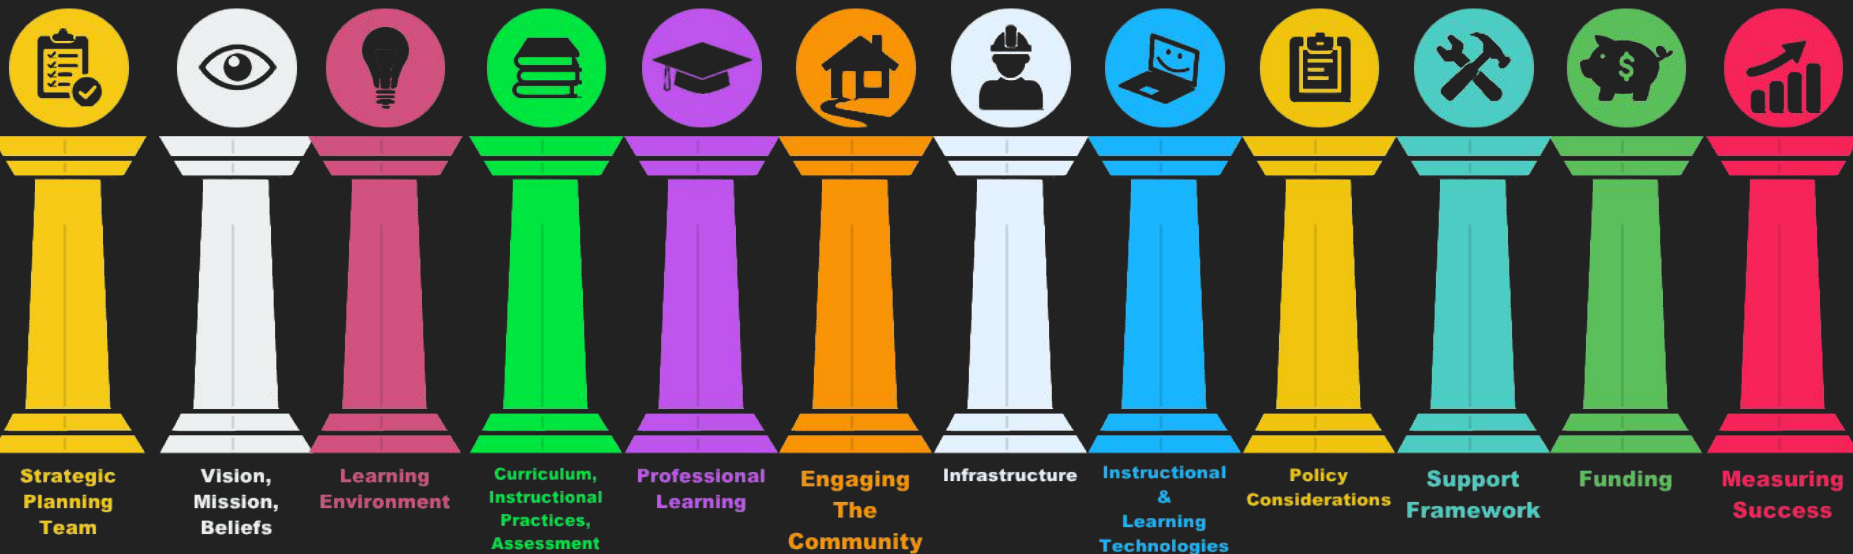 Strategic
Planning
Team
Vision,
Mission,
Beliefs
Learning
Environment
Curriculum,
Instructional
Practices,
Assessment
Professional
Learning
Engaging
The
Community
Infrastructure
Instructional
&
Learning
Technologies
Policy
Considerations
Support
Framework
$
Funding
Measuring
Success